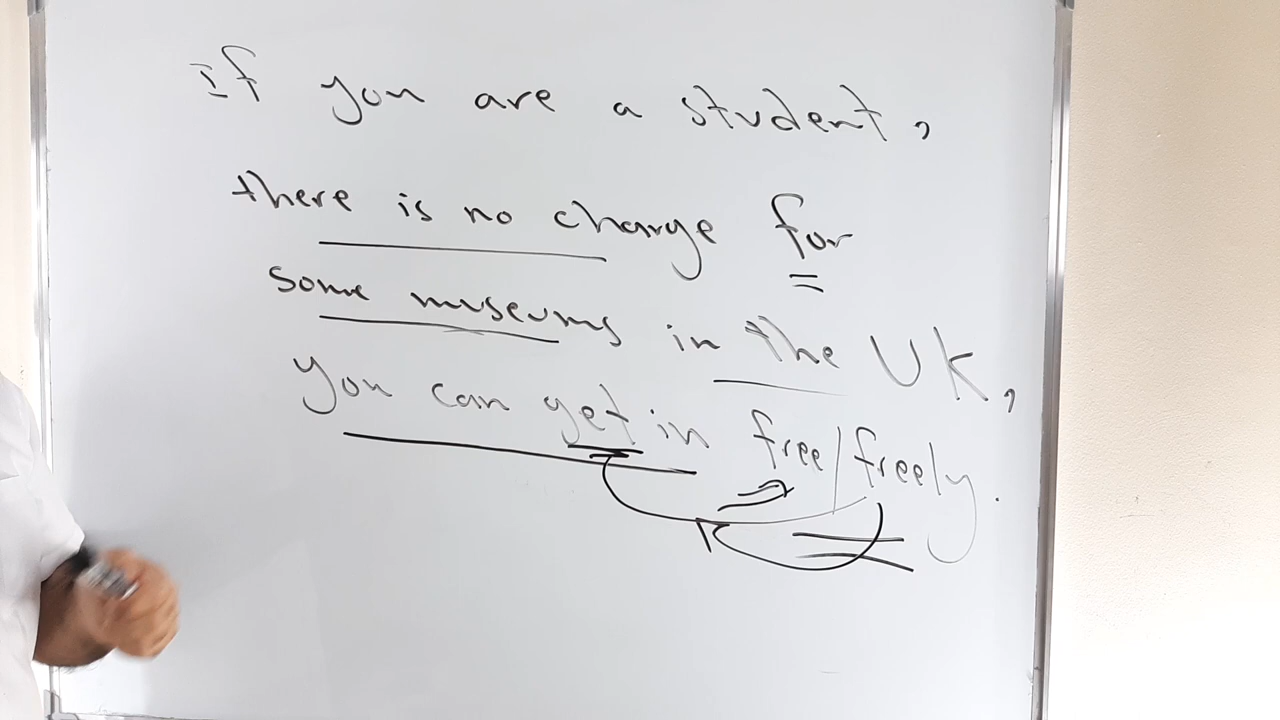 If you are a student,
there is no charge for
some museums in the UK,
you can get in free/freely.